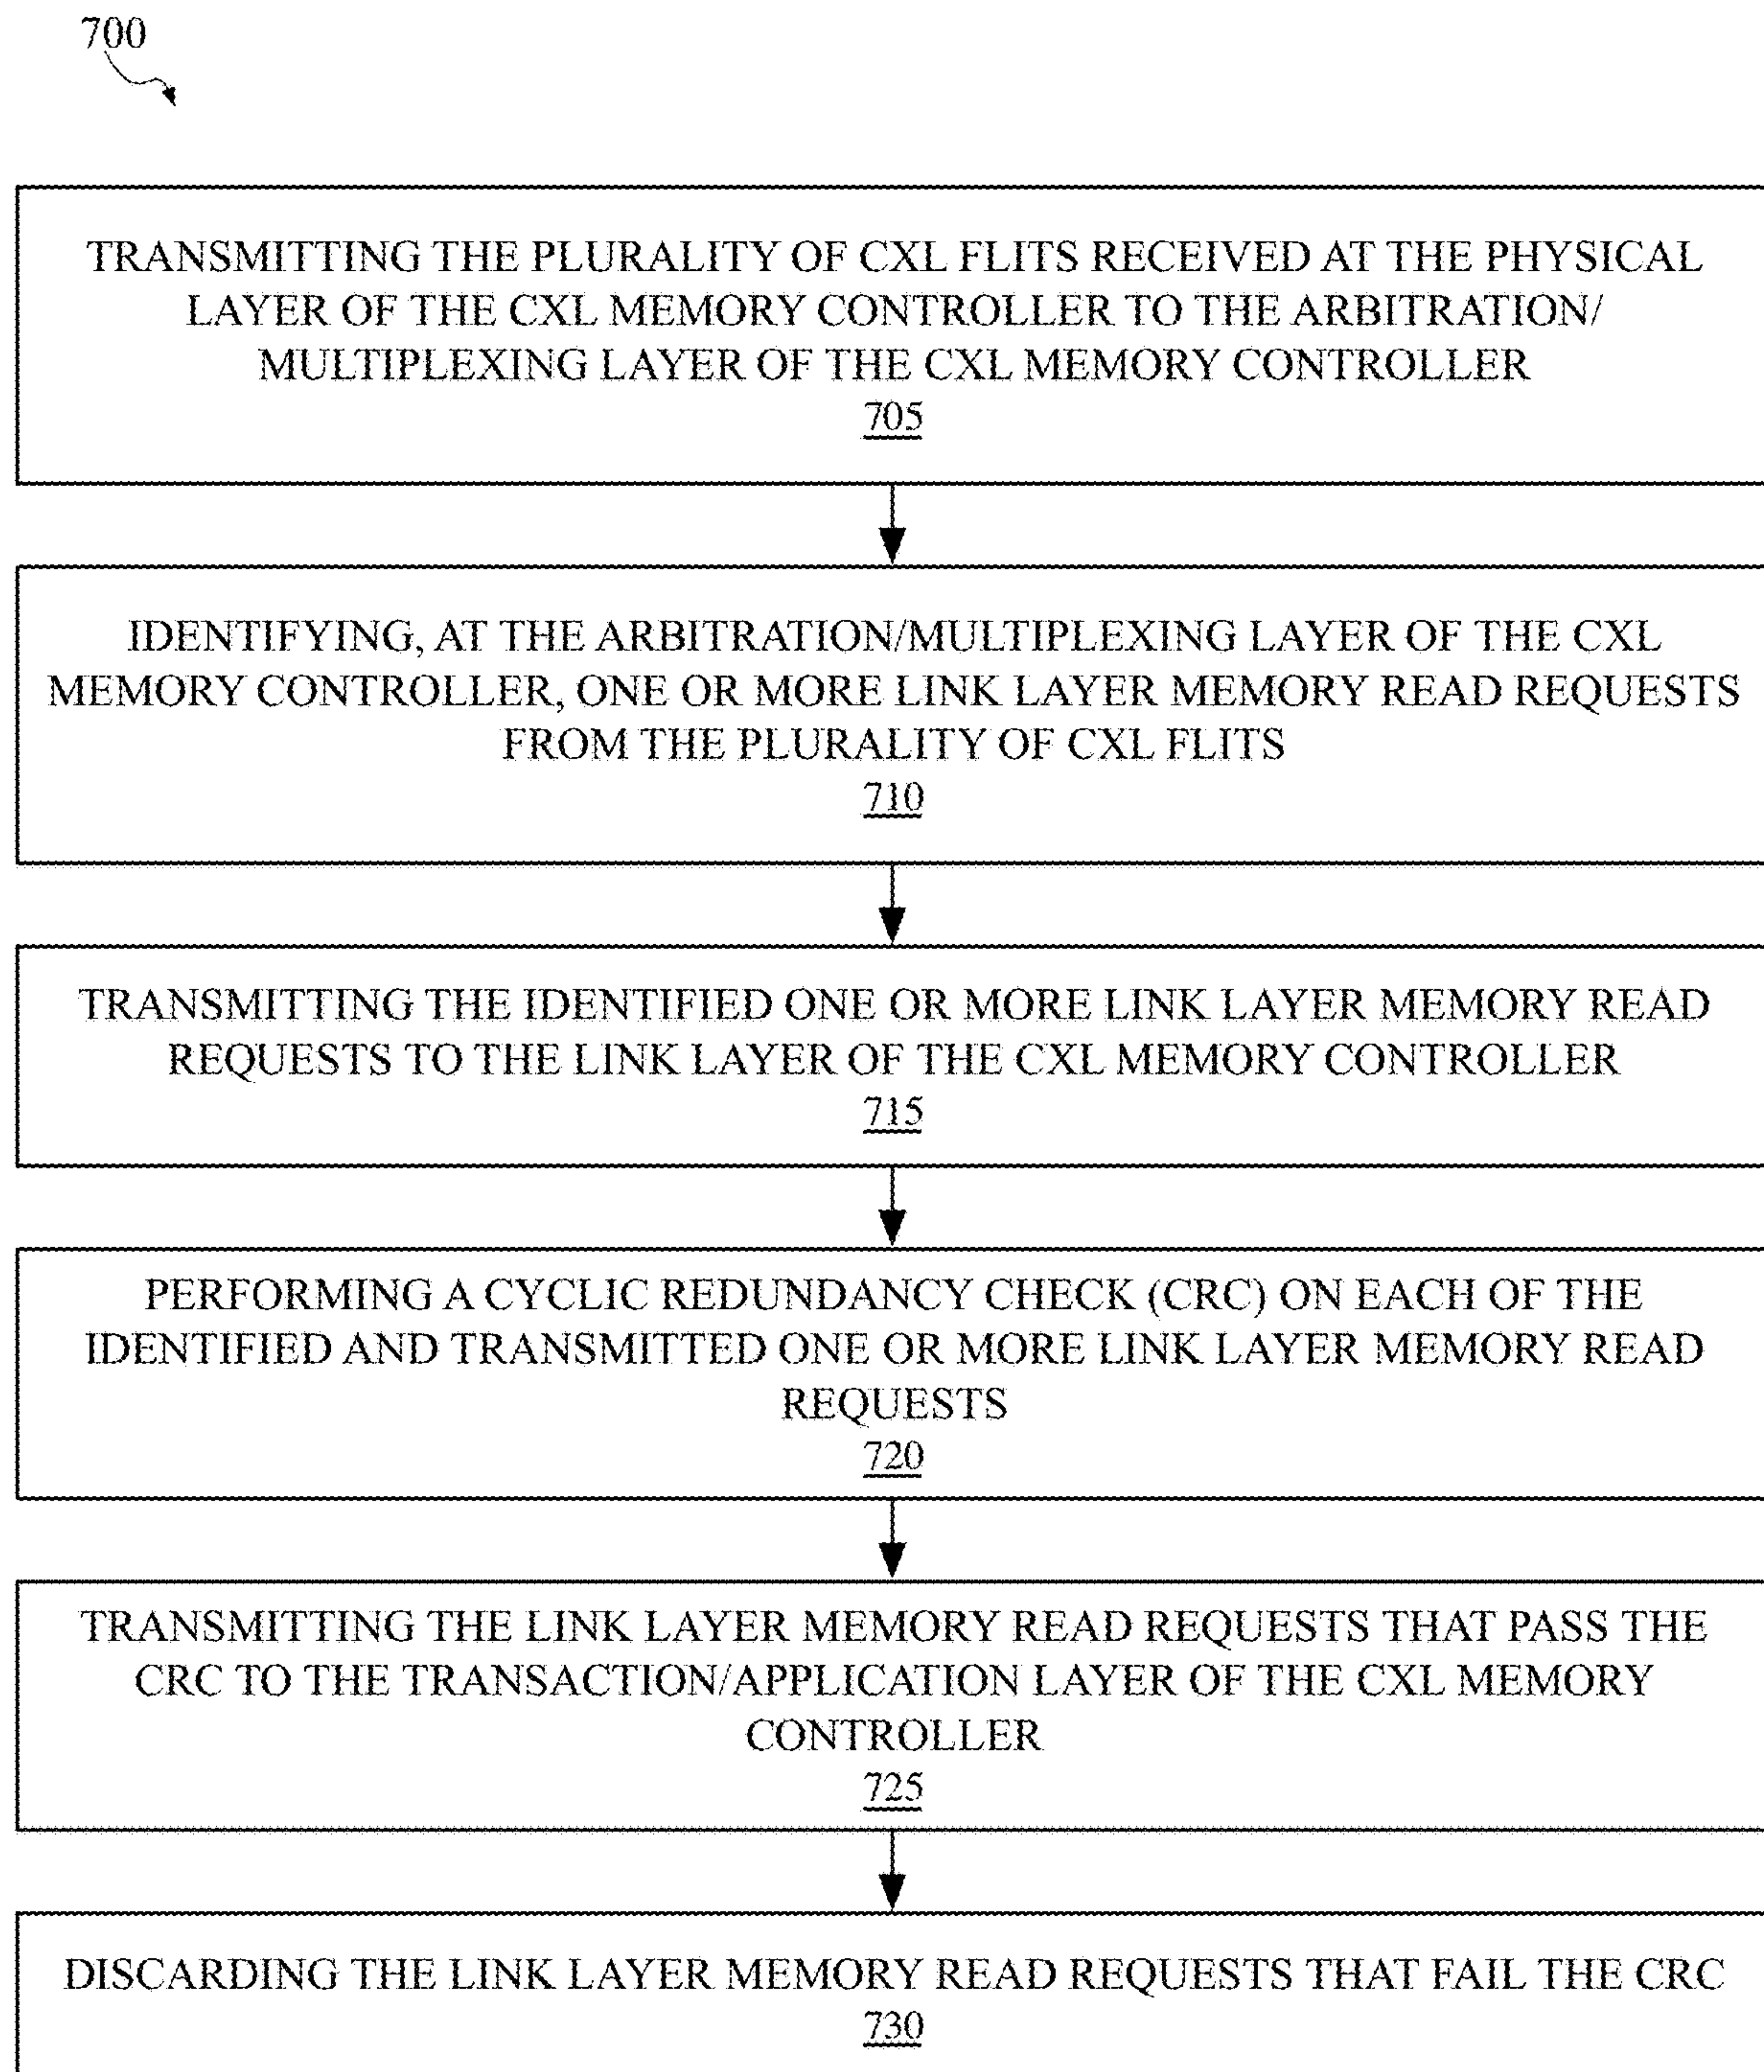 700
TRANSMITTING THE PLURALITY OF CXL FLITS RECEIVED AT THE PHYSICAL
LAYER OF THE CXL MEMORY CONTROLLER TO THE ARBITRATION/
MULTIPLEXING LAYER OF THE CXL MEMORY CONTROLLER
705
IDENTIFYING, AT THE ARBITRATION/MULTIPLEXING LAYER OF THE CXL
MEMORY CONTROLLER, ONE OR MORE LINK LAYER MEMORY READ REQUESTS
FROM THE PLURALITY OF CXL FLITS
710
TRANSMITTING THE IDENTIFIED ONE OR MORE LINK LAYER MEMORY READ
REQUESTS TO THE LINK LAYER OF THE CXL MEMORY CONTROLLER
715
PERFORMING A CYCLIC REDUNDANCY CHECK (CRC) ON EACH OF THE
IDENTIFIED AND TRANSMITTED ONE OR MORE LINK LAYER MEMORY READ
REQUESTS
720
TRANSMITTING THE LINK LAYER MEMORY READ REQUESTS THAT PASS THE
CRC TO THE TRANSACTION/APPLICATION LAYER OF THE CXL MEMORY
CONTROLLER
725
DISCARDING THE LINK LAYER MEMORY READ REQUESTS THAT FAIL THE CRC
730